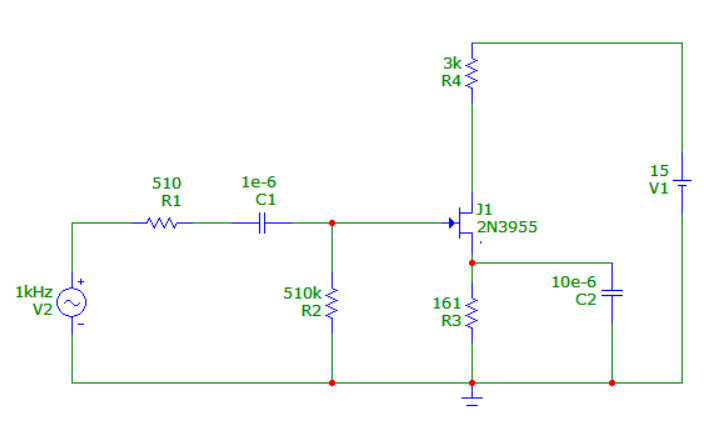 3k
R4
15
V1
510
R1
1e-6
C1
J1
2N3955
1kHz
V2
+
−
510k
R2
161
R3
10e-6
C2